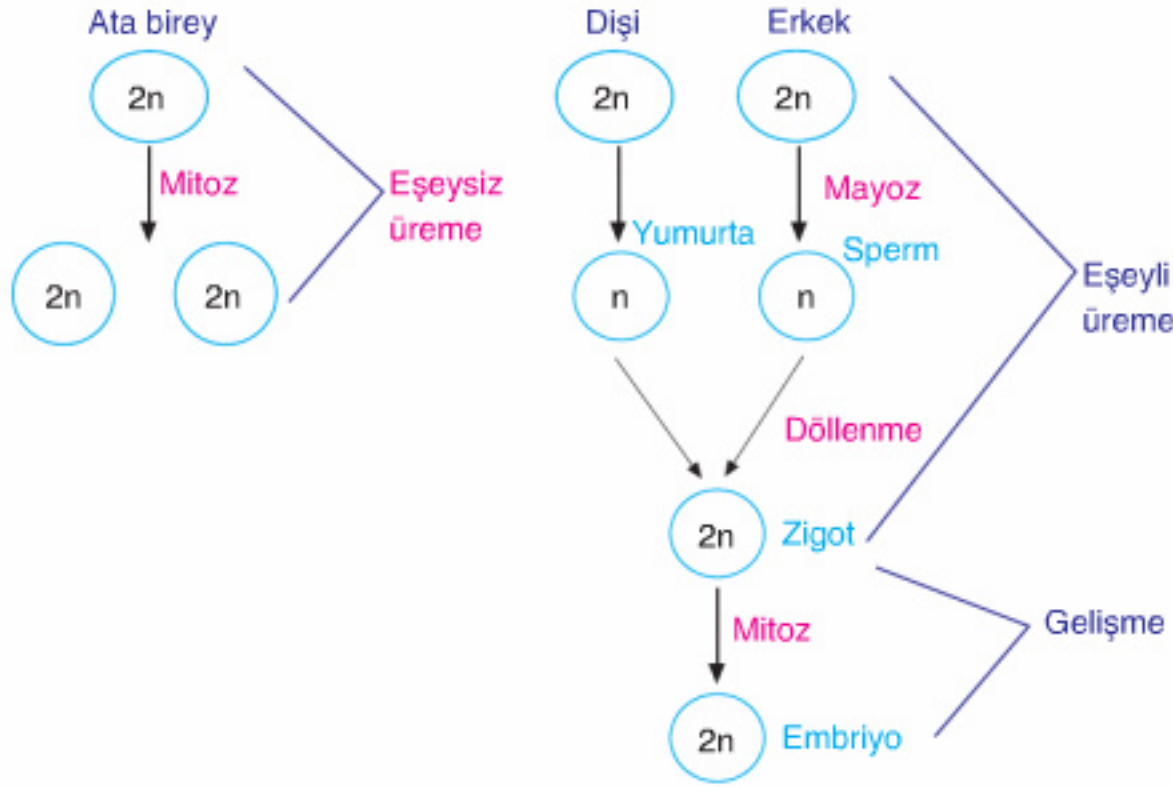 Ata birey
2n
Mitoz
2n
2n
Eşeysiz
üreme
Dişi
Erkek
2n
2n
Mayoz
Yumurta
Sperm
n
n
Eşeyli
üreme
Döllenme
2n
Zigot
Mitoz
Gelişme
2n
Embriyo